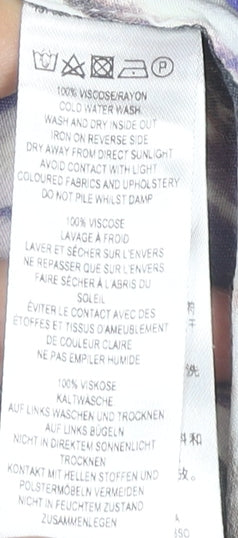 P
100% VISCOSE/RAYON
COLD WATER WASK
WASH AND DRY INSIDE OUT
IRON ON REVERSE SIDE
DRY AWAY FROM DIRECT SUNLIGHT
AVOID CONTACT WITH LIGHT
COLOURED FABRICS AND UPHOLSTERY
DO NOT PILE WHILST DAMP
100% VISCOSE
LAVAGE À FROID
LAVER ET SÉCHER SUR L'ENVERS
NE REPASSER QUE SUR L'ENVERS
FAIRE SÉCHER À L'ABRIS DU
SOLEIL
ÉVITER LE CONTACT AVEC DES
ÉTOFFES ET TISSUS D'AMEUBLEMENT
DE COULEUR CLAIRE
NE PAS EMPILER HUMIDE
100% VISKOSE
KALTWÄSCHE
AUF LINKS WASCHEN UND TROCKNEN
AUF LINKS BÜGELN
NICHT IN DIREKTEM SONNENLICHT
TROCKNEN
KONTAKT MIT HELLEN STOFFEN UND
POLSTERMÖBELN VERMEIDEN
NICHT IN FEUCHTEM ZUSTAND
ZUSAMMENLEGEN
洗
和